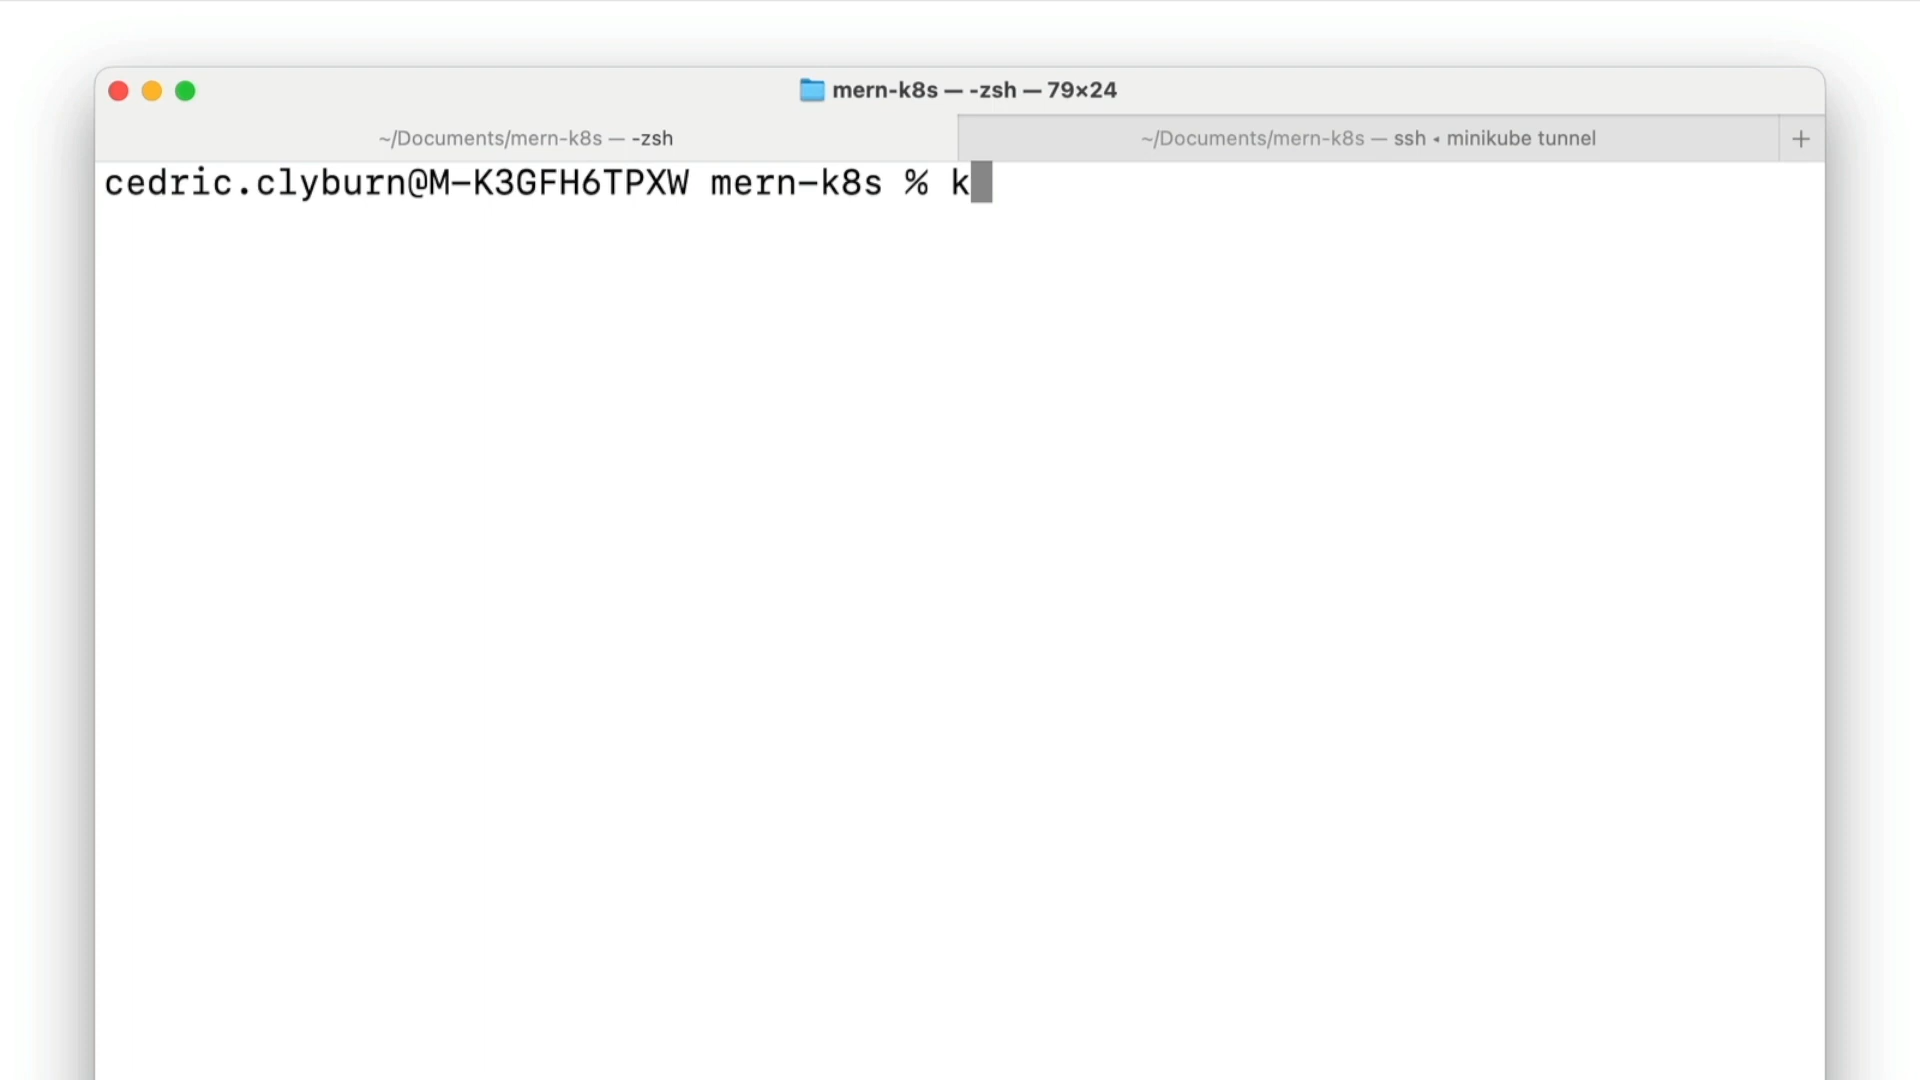 mern-k8s — -zsh — 79×24
~/Documents/mern-k8s — -zsh
~/Documents/mern-k8s — ssh ◂ minikube tunnel
cedric.clyburn@M-K3GFH6TPXW mern-k8s % k